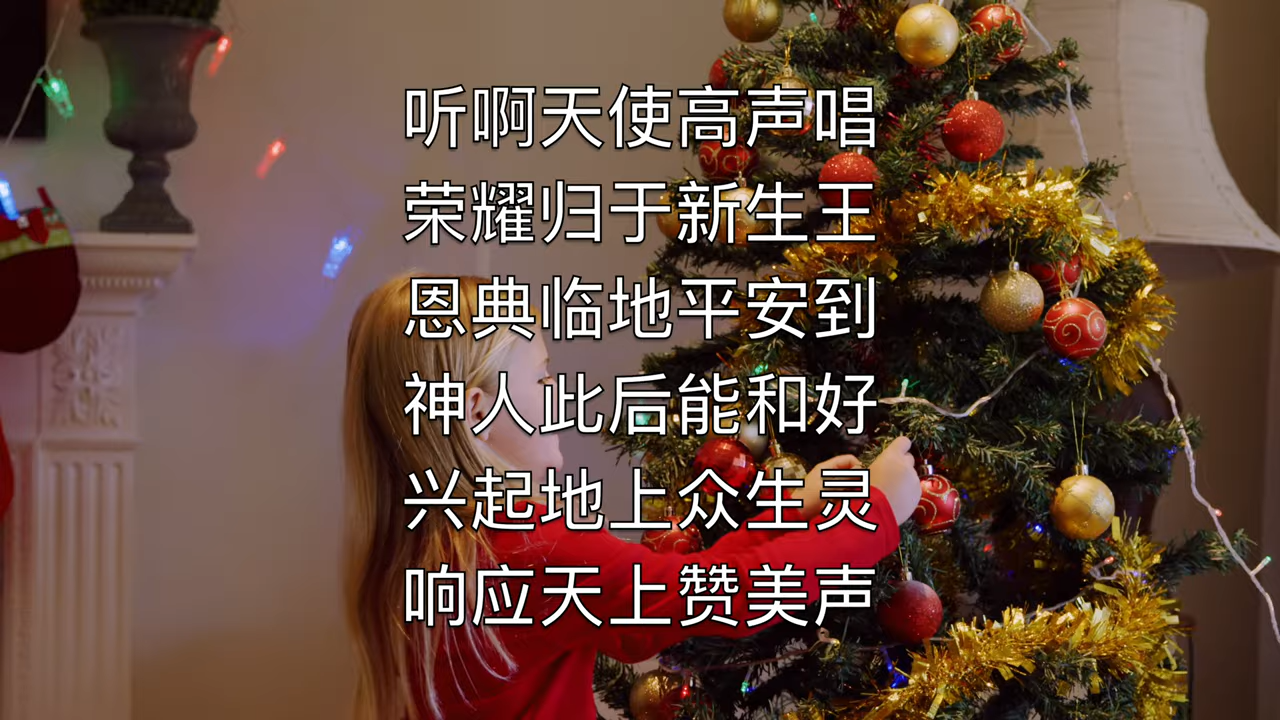 听啊天使高声唱
荣耀归于新生王
恩典临地平安到
神人此后能和好
兴起地上众生灵
响应天上赞美声